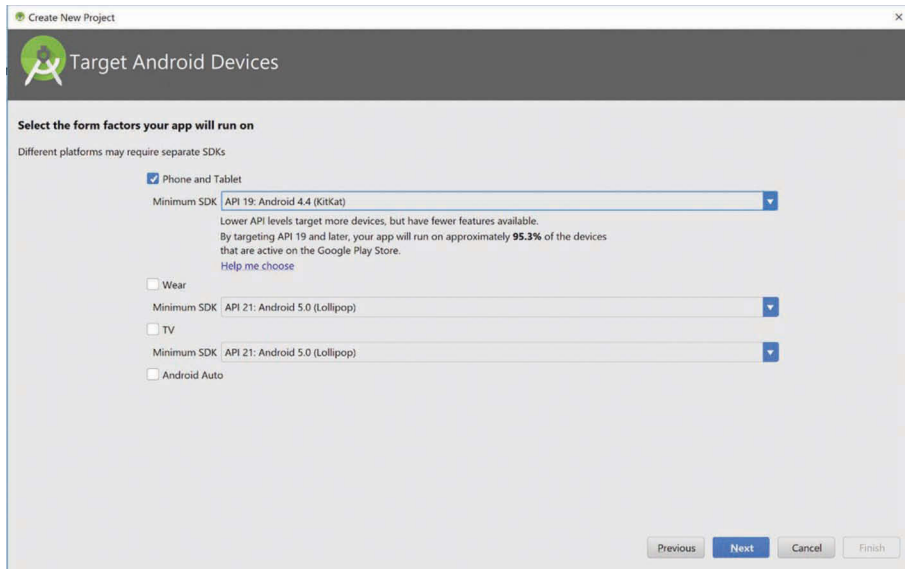 Create New Project
Target Android Devices
Select the form factors your app will run on
Different platforms may require separate SDKs
Phone and Tablet
Minimum SDK API 19: Android 4.4 (KitKat)
Lower API levels target more devices, but have fewer features available.
By targeting API 19 and later, your app will run on approximately 95.3% of the devices
that are active on the Google Play Store.
Help me choose
Wear
Minimum SDK API 21: Android 5.0 (Lollipop)
TV
Minimum SDK API 21: Android 5.0 (Lollipop)
Android Auto
Previous Next Cancel Finish